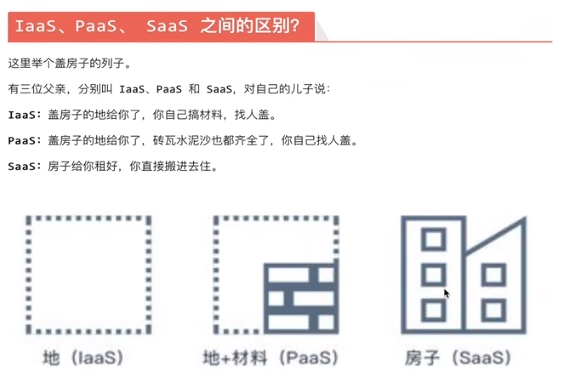 IaaS、PaaS、 SaaS 之间的区别？
这里举个盖房子的列子。
有三位父亲，分别叫 IaaS、PaaS 和 SaaS，对自己的儿子说：
IaaS：盖房子的地给你了，你自己搞材料，找人盖。
PaaS：盖房子的地给你了，砖瓦水泥沙也都齐全了，你自己找人盖。
SaaS：房子给你租好，你直接搬进去住。
地（IaaS） 地+材料（PaaS） 房子（SaaS）